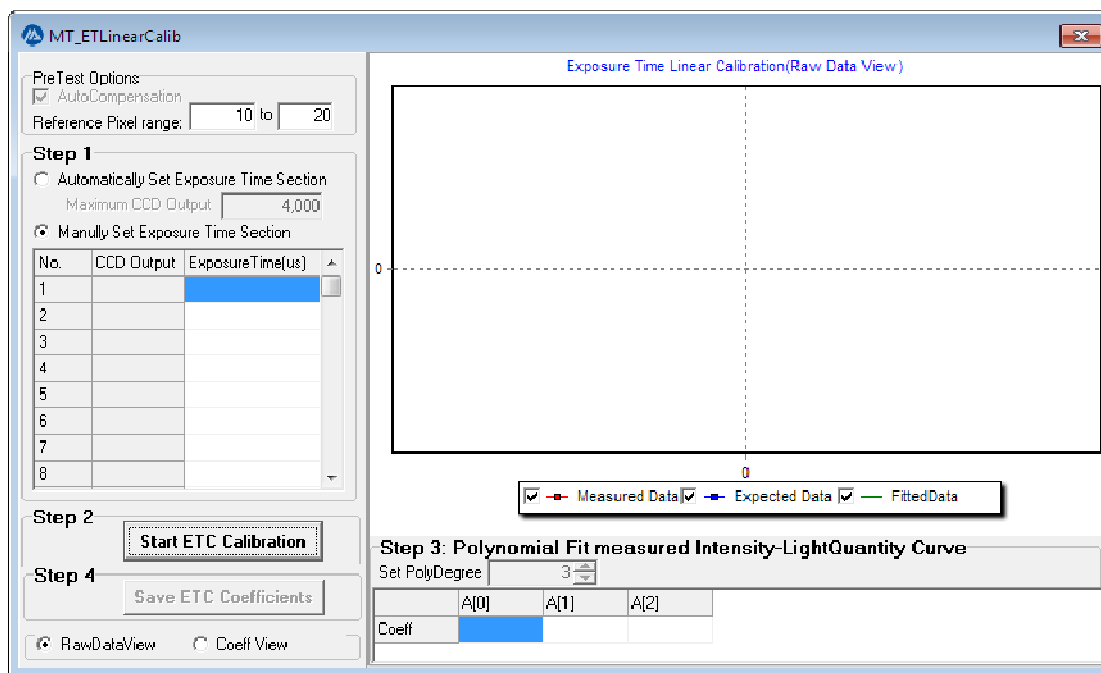 MT_ETLinearCalib
PreTest Options
AutoCompensation
Reference Pixel range: 10 to 20
Step 1
Automatically Set Exposure Time Section
Maximum CCD Output 4,000
Manully Set Exposure Time Section
No. CCD Output ExposureTime(us)
1
2
3
4
5
6
7
8
Step 2
Start ETC Calibration
Step 4
Save ETC Coefficients
RawDataView Coeff View
Exposure Time Linear Calibration(Raw Data View)
0
0
Measured Data Expected Data FittedData
Step 3: Polynomial Fit measured Intensity-LightQuantity Curve
Set PolyDegree 3
A[0] A[1] A[2]
Coeff